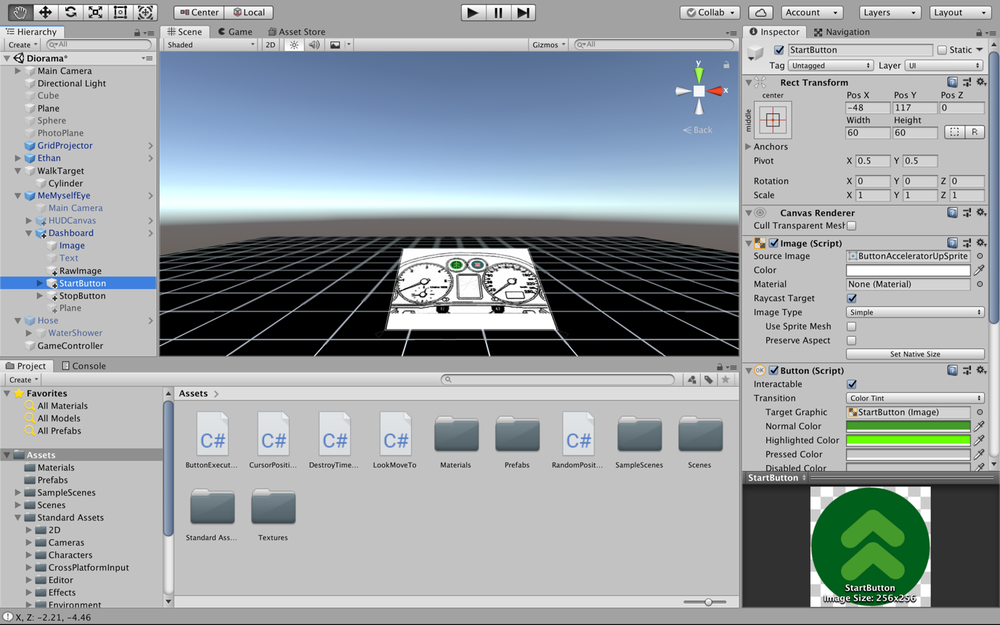 Center Local Collab Account Layers Layout
Hierarchy
Create All
Diorama*
Main Camera
Directional Light
Cube
Plane
Sphere
PhotoPlane
GridProjector
Ethan
WalkTarget
Cylinder
MeMyselfEye
Main Camera
HUDCanvas
Dashboard
Image
Text
RawImage
StartButton
StopButton
Plane
Hose
WaterShower
GameController
Scene Game Asset Store
Shaded 2D Gizmos All
y
x
Back
Inspector Navigation
StartButton Static
Tag Untagged Layer UI
Rect Transform
center
middle
Pos X Pos Y Pos Z
-48 117 0
Width Height
60 60 R
Anchors
Pivot X 0.5 Y 0.5
Rotation X 0 Y 0 Z 0
Scale X 1 Y 1 Z 1
Canvas Renderer
Cull Transparent Mesh
Image (Script)
Source Image ButtonAcceleratorUpSprite
Color
Material None (Material)
Raycast Target
Image Type Simple
Use Sprite Mesh
Preserve Aspect
Set Native Size
OK Button (Script)
Interactable
Transition Color Tint
Target Graphic StartButton (Image)
Normal Color
Highlighted Color
Pressed Color
Disabled Color
StartButton
StartButton
Image Size: 256x256
Project Console
Create
Favorites
All Materials
All Models
All Prefabs
Assets
Materials
Prefabs
SampleScenes
Scenes
Standard Assets
2D
Cameras
Characters
CrossPlatformInput
Editor
Effects
Environment
Assets
C# C# C# C# C#
ButtonExecut... CursorPositi... DestroyTime... LookMoveTo Materials Prefabs RandomPosit... SampleScenes Scenes
Standard Ass... Textures
X, Z: -2.21, -4.46